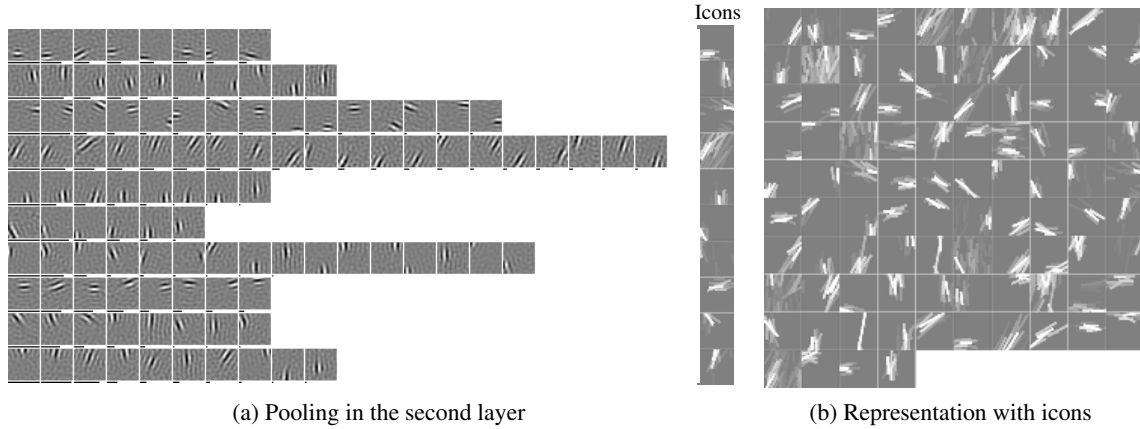 Icons
(a) Pooling in the second layer
(b) Representation with icons